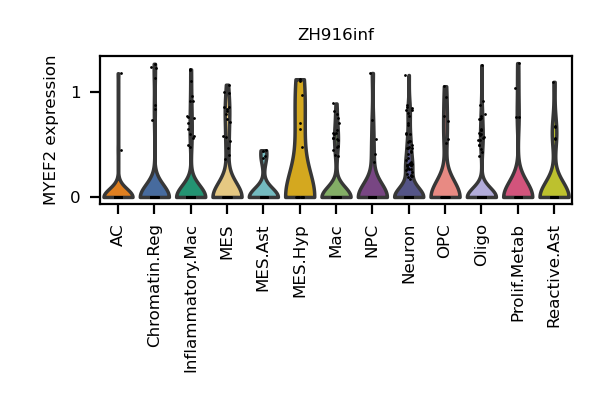 ZH916inf
MYEF2 expression
1
0
AC
Chromatin.Reg
Inflammatory.Mac
MES
MES.Ast
MES.Hyp
Mac
NPC
Neuron
OPC
Oligo
Prolif.Metab
Reactive.Ast